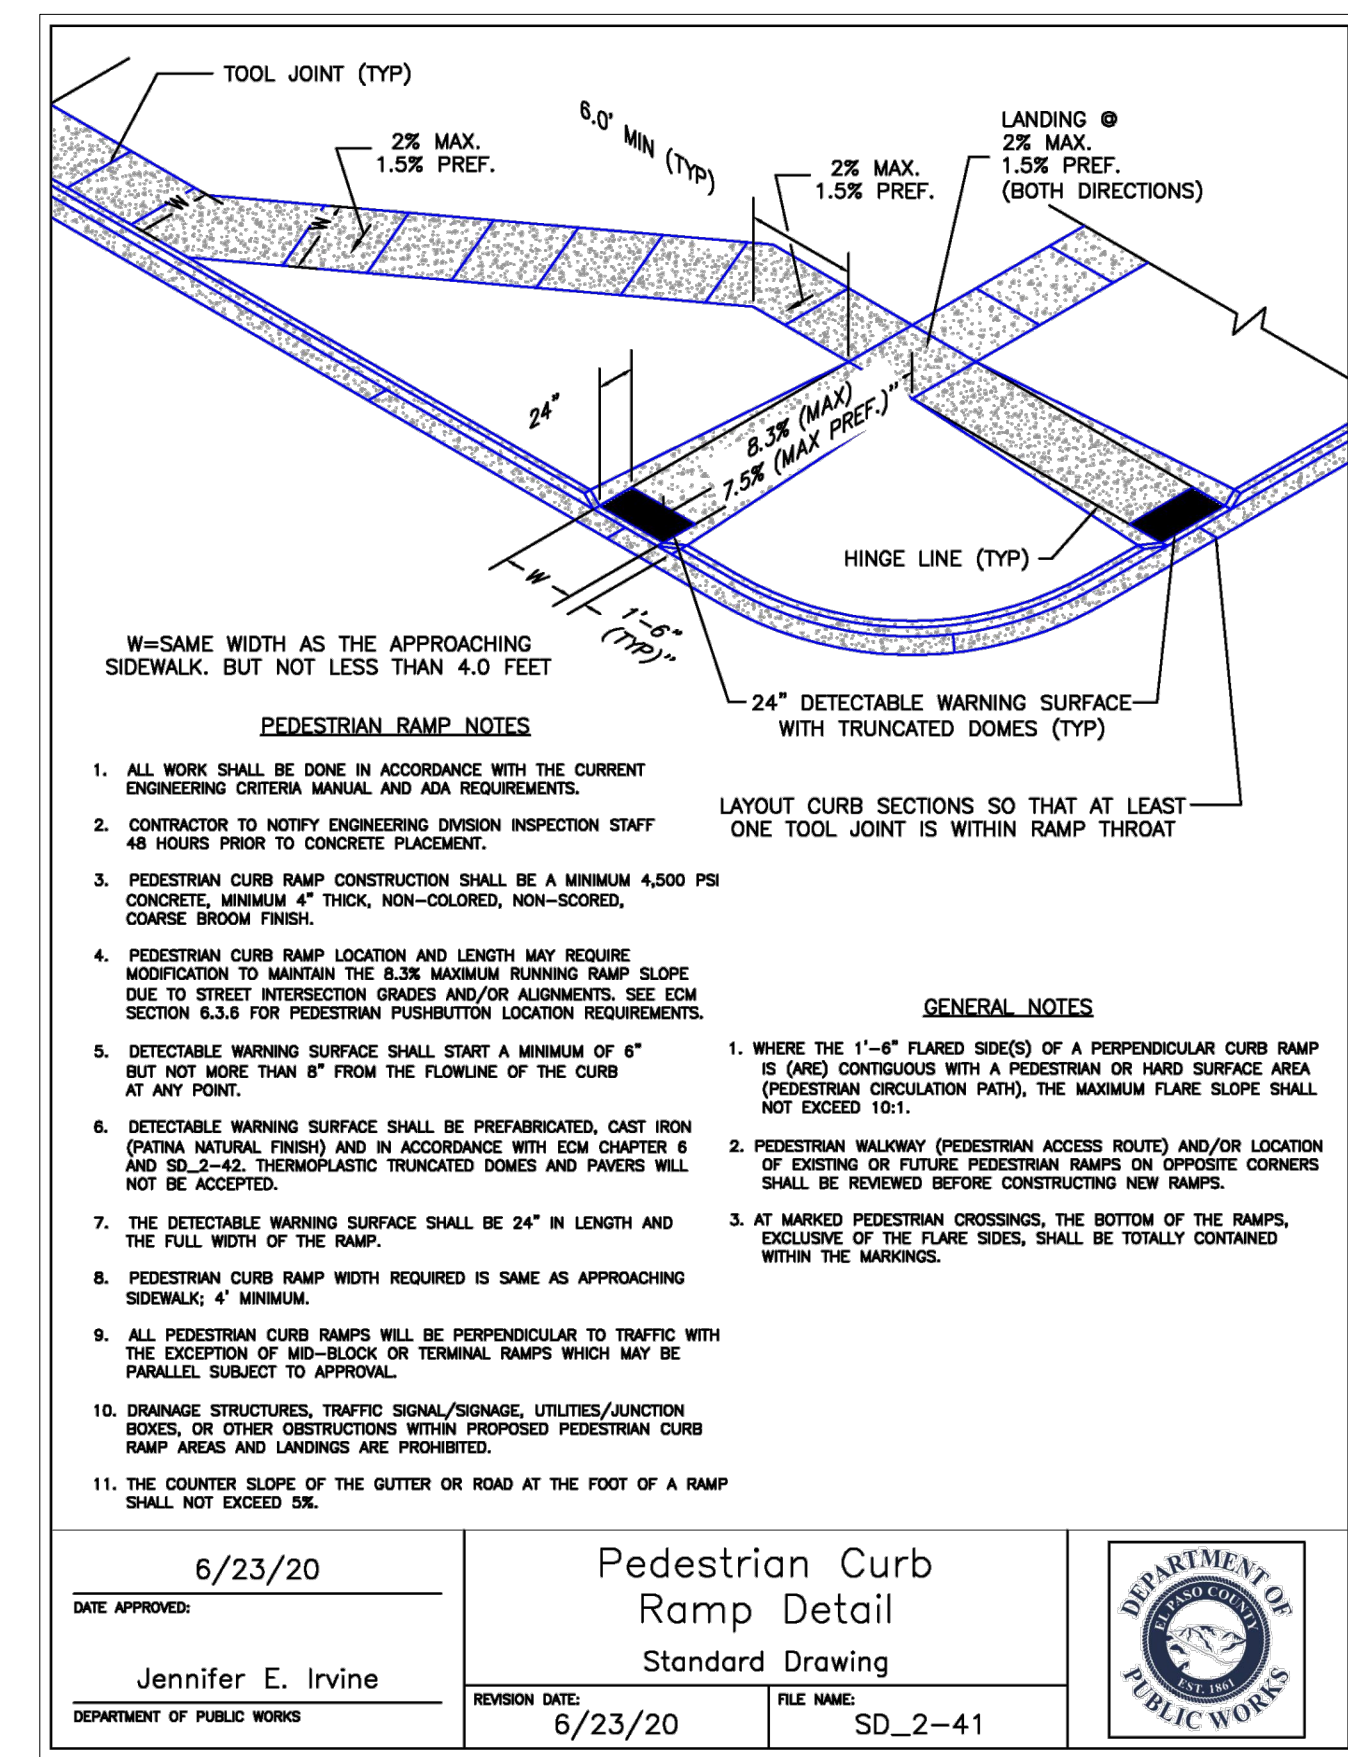 TOOL JOINT (TYP)
2% MAX.
1.5% PREF.
6.0' MIN (TYP)
2% MAX.
1.5% PREF.
LANDING @
2% MAX.
1.5% PREF.
(BOTH DIRECTIONS)
W
W
24"
8.3% (MAX)
7.5% (MAX PREF.)"
HINGE LINE (TYP)
W
1'-6"
(TYP)"
W=SAME WIDTH AS THE APPROACHING
SIDEWALK. BUT NOT LESS THAN 4.0 FEET
24" DETECTABLE WARNING SURFACE
WITH TRUNCATED DOMES (TYP)
LAYOUT CURB SECTIONS SO THAT AT LEAST
ONE TOOL JOINT IS WITHIN RAMP THROAT
PEDESTRIAN RAMP NOTES
1. ALL WORK SHALL BE DONE IN ACCORDANCE WITH THE CURRENT
ENGINEERING CRITERIA MANUAL AND ADA REQUIREMENTS.
2. CONTRACTOR TO NOTIFY ENGINEERING DIVISION INSPECTION STAFF
48 HOURS PRIOR TO CONCRETE PLACEMENT.
3. PEDESTRIAN CURB RAMP CONSTRUCTION SHALL BE A MINIMUM 4,500 PSI
CONCRETE, MINIMUM 4" THICK, NON-COLORED, NON-SCORED,
COARSE BROOM FINISH.
4. PEDESTRIAN CURB RAMP LOCATION AND LENGTH MAY REQUIRE
MODIFICATION TO MAINTAIN THE 8.3% MAXIMUM RUNNING RAMP SLOPE
DUE TO STREET INTERSECTION GRADES AND/OR ALIGNMENTS. SEE ECM
SECTION 6.3.6 FOR PEDESTRIAN PUSHBUTTON LOCATION REQUIREMENTS.
5. DETECTABLE WARNING SURFACE SHALL START A MINIMUM OF 6"
BUT NOT MORE THAN 8" FROM THE FLOWLINE OF THE CURB
AT ANY POINT.
6. DETECTABLE WARNING SURFACE SHALL BE PREFABRICATED, CAST IRON
(PATINA NATURAL FINISH) AND IN ACCORDANCE WITH ECM CHAPTER 6
AND SD_2-42. THERMOPLASTIC TRUNCATED DOMES AND PAVERS WILL
NOT BE ACCEPTED.
7. THE DETECTABLE WARNING SURFACE SHALL BE 24" IN LENGTH AND
THE FULL WIDTH OF THE RAMP.
8. PEDESTRIAN CURB RAMP WIDTH REQUIRED IS SAME AS APPROACHING
SIDEWALK; 4' MINIMUM.
9. ALL PEDESTRIAN CURB RAMPS WILL BE PERPENDICULAR TO TRAFFIC WITH
THE EXCEPTION OF MID-BLOCK OR TERMINAL RAMPS WHICH MAY BE
PARALLEL SUBJECT TO APPROVAL.
10. DRAINAGE STRUCTURES, TRAFFIC SIGNAL/SIGNAGE, UTILITIES/JUNCTION
BOXES, OR OTHER OBSTRUCTIONS WITHIN PROPOSED PEDESTRIAN CURB
RAMP AREAS AND LANDINGS ARE PROHIBITED.
11. THE COUNTER SLOPE OF THE GUTTER OR ROAD AT THE FOOT OF A RAMP
SHALL NOT EXCEED 5%.
GENERAL NOTES
1. WHERE THE 1'-6" FLARED SIDE(S) OF A PERPENDICULAR CURB RAMP
IS (ARE) CONTIGUOUS WITH A PEDESTRIAN OR HARD SURFACE AREA
(PEDESTRIAN CIRCULATION PATH), THE MAXIMUM FLARE SLOPE SHALL
NOT EXCEED 10:1.
2. PEDESTRIAN WALKWAY (PEDESTRIAN ACCESS ROUTE) AND/OR LOCATION
OF EXISTING OR FUTURE PEDESTRIAN RAMPS ON OPPOSITE CORNERS
SHALL BE REVIEWED BEFORE CONSTRUCTING NEW RAMPS.
3. AT MARKED PEDESTRIAN CROSSINGS, THE BOTTOM OF THE RAMPS,
EXCLUSIVE OF THE FLARE SIDES, SHALL BE TOTALLY CONTAINED
WITHIN THE MARKINGS.
6/23/20
DATE APPROVED:
Jennifer E. Irvine
DEPARTMENT OF PUBLIC WORKS
Pedestrian Curb
Ramp Detail
Standard Drawing
REVISION DATE:
6/23/20
FILE NAME:
SD_2-41
DEPARTMENT OF
EL PASO COUNTY
EST. 1861
PUBLIC WORKS